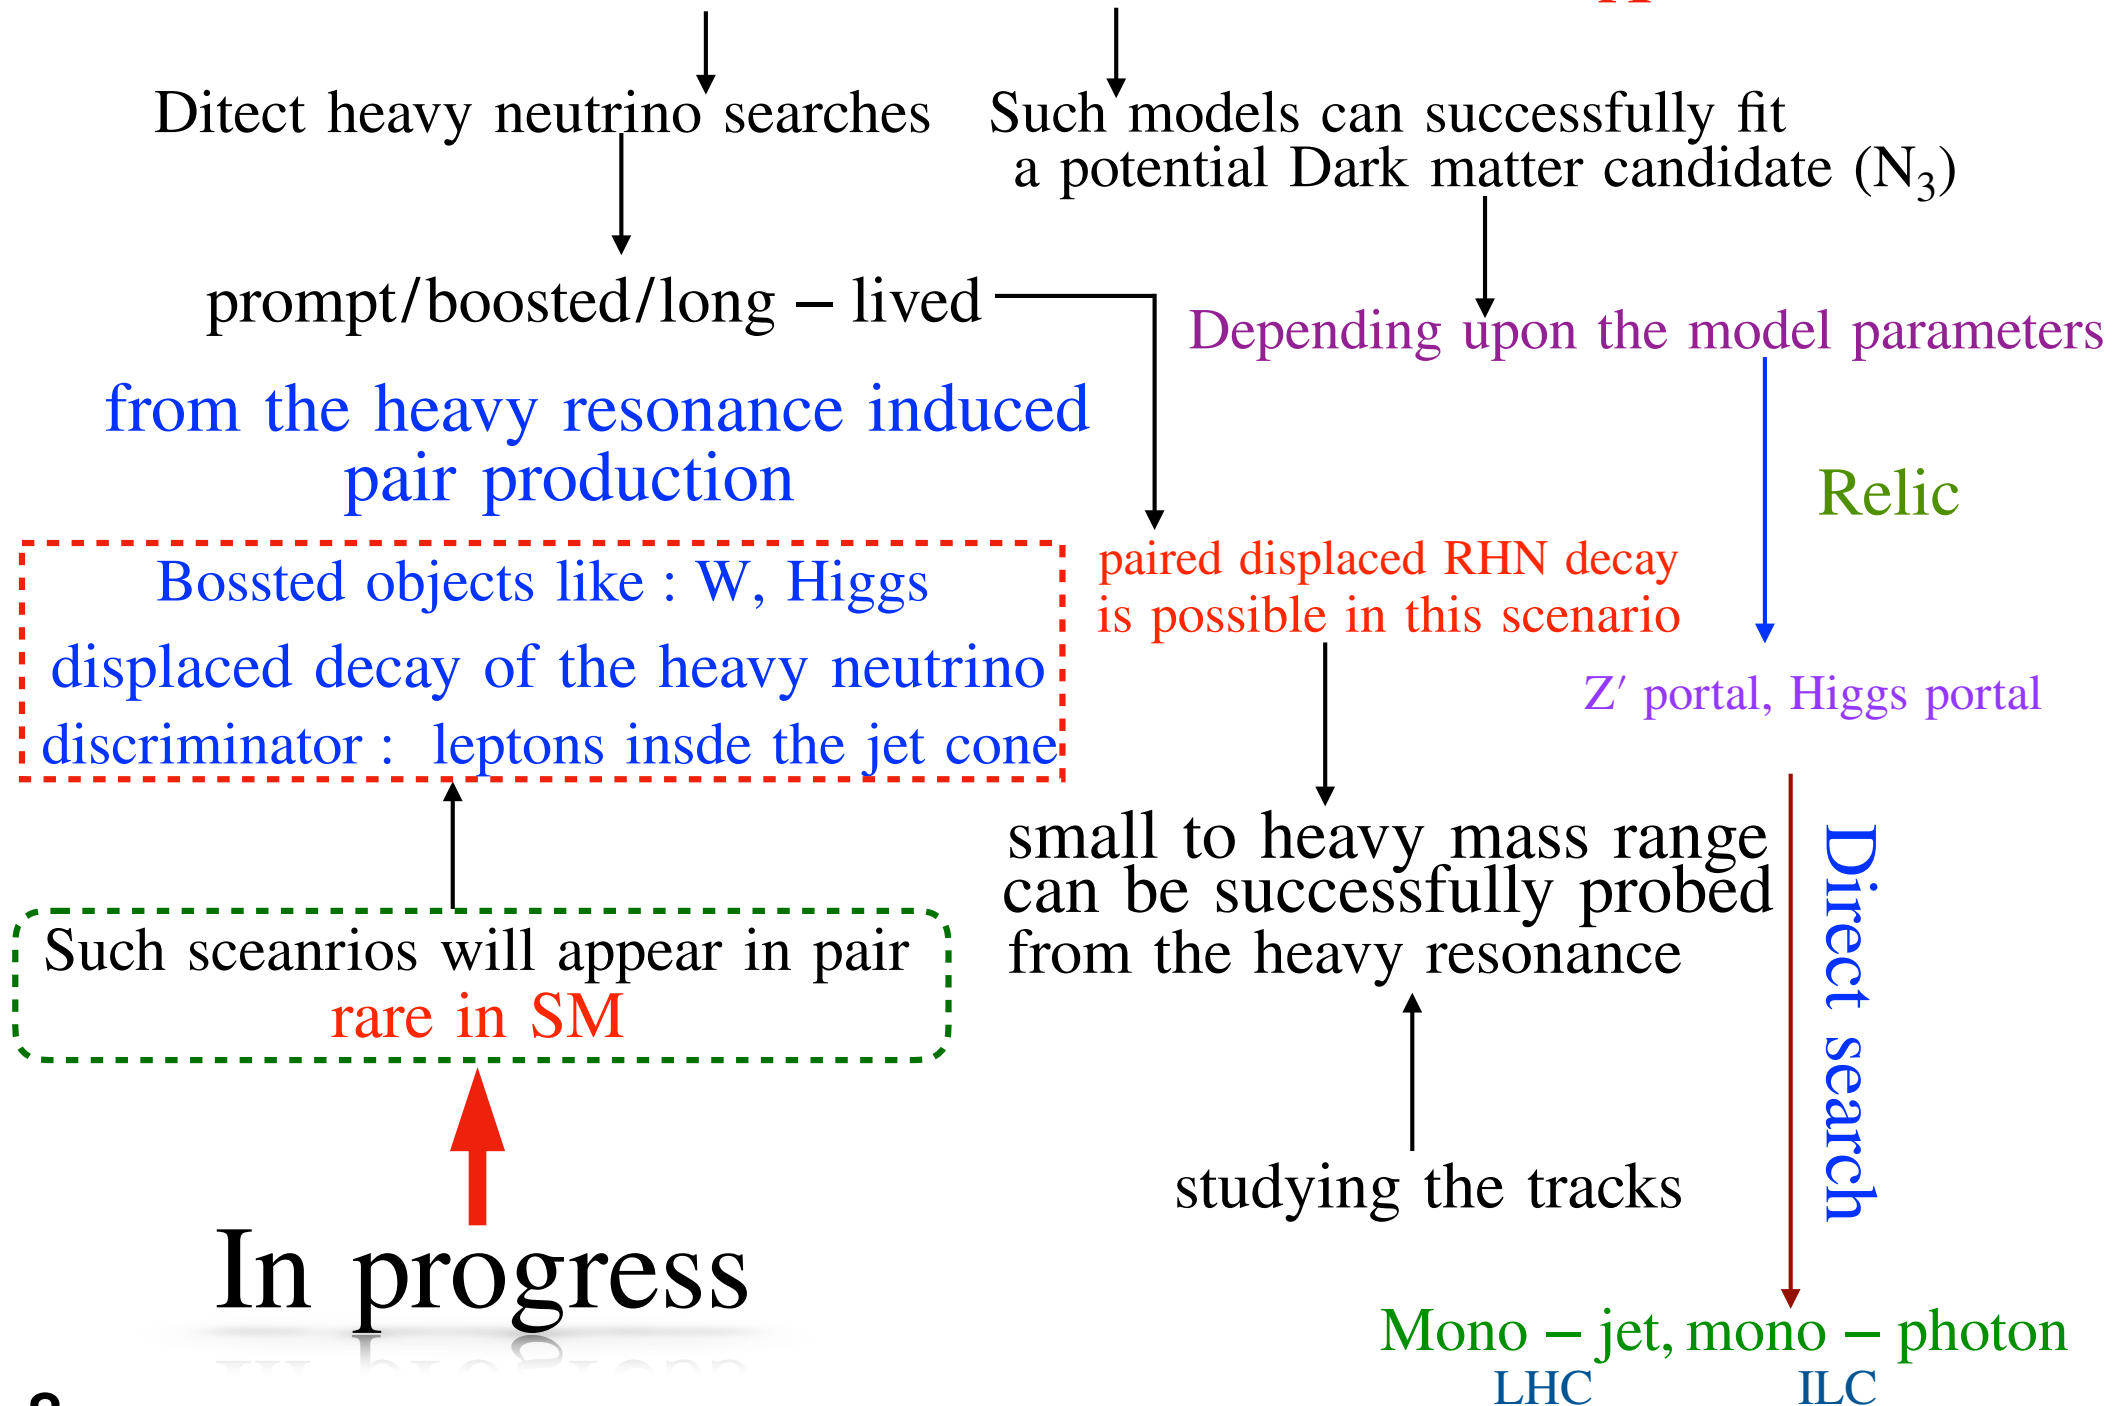 Ditect heavy neutrino searches
Such models can successfully fit
a potential Dark matter candidate (N₃)
prompt/boosted/long – lived
Depending upon the model parameters
from the heavy resonance induced
pair production
Relic
Bossted objects like : W, Higgs
displaced decay of the heavy neutrino
discriminator : leptons insde the jet cone
paired displaced RHN decay
is possible in this scenario
Z′ portal, Higgs portal
small to heavy mass range
can be successfully probed
from the heavy resonance
Direct search
Such sceanrios will appear in pair
rare in SM
studying the tracks
In progress
Mono – jet, mono – photon
LHC ILC